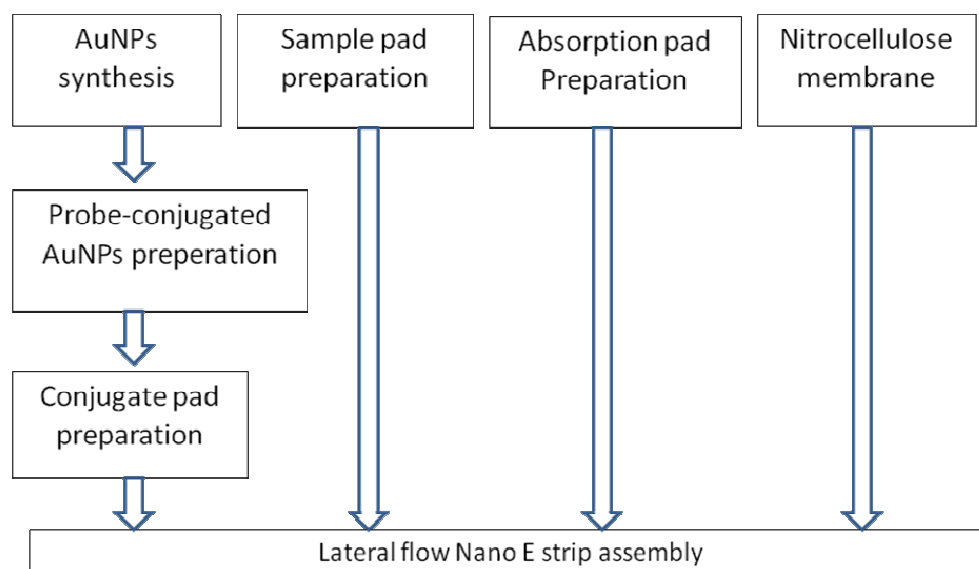 AuNPs
synthesis
Sample pad
preparation
Absorption pad
Preparation
Nitrocellulose
membrane
Probe-conjugated
AuNPs preperation
Conjugate pad
preparation
Lateral flow Nano E strip assembly